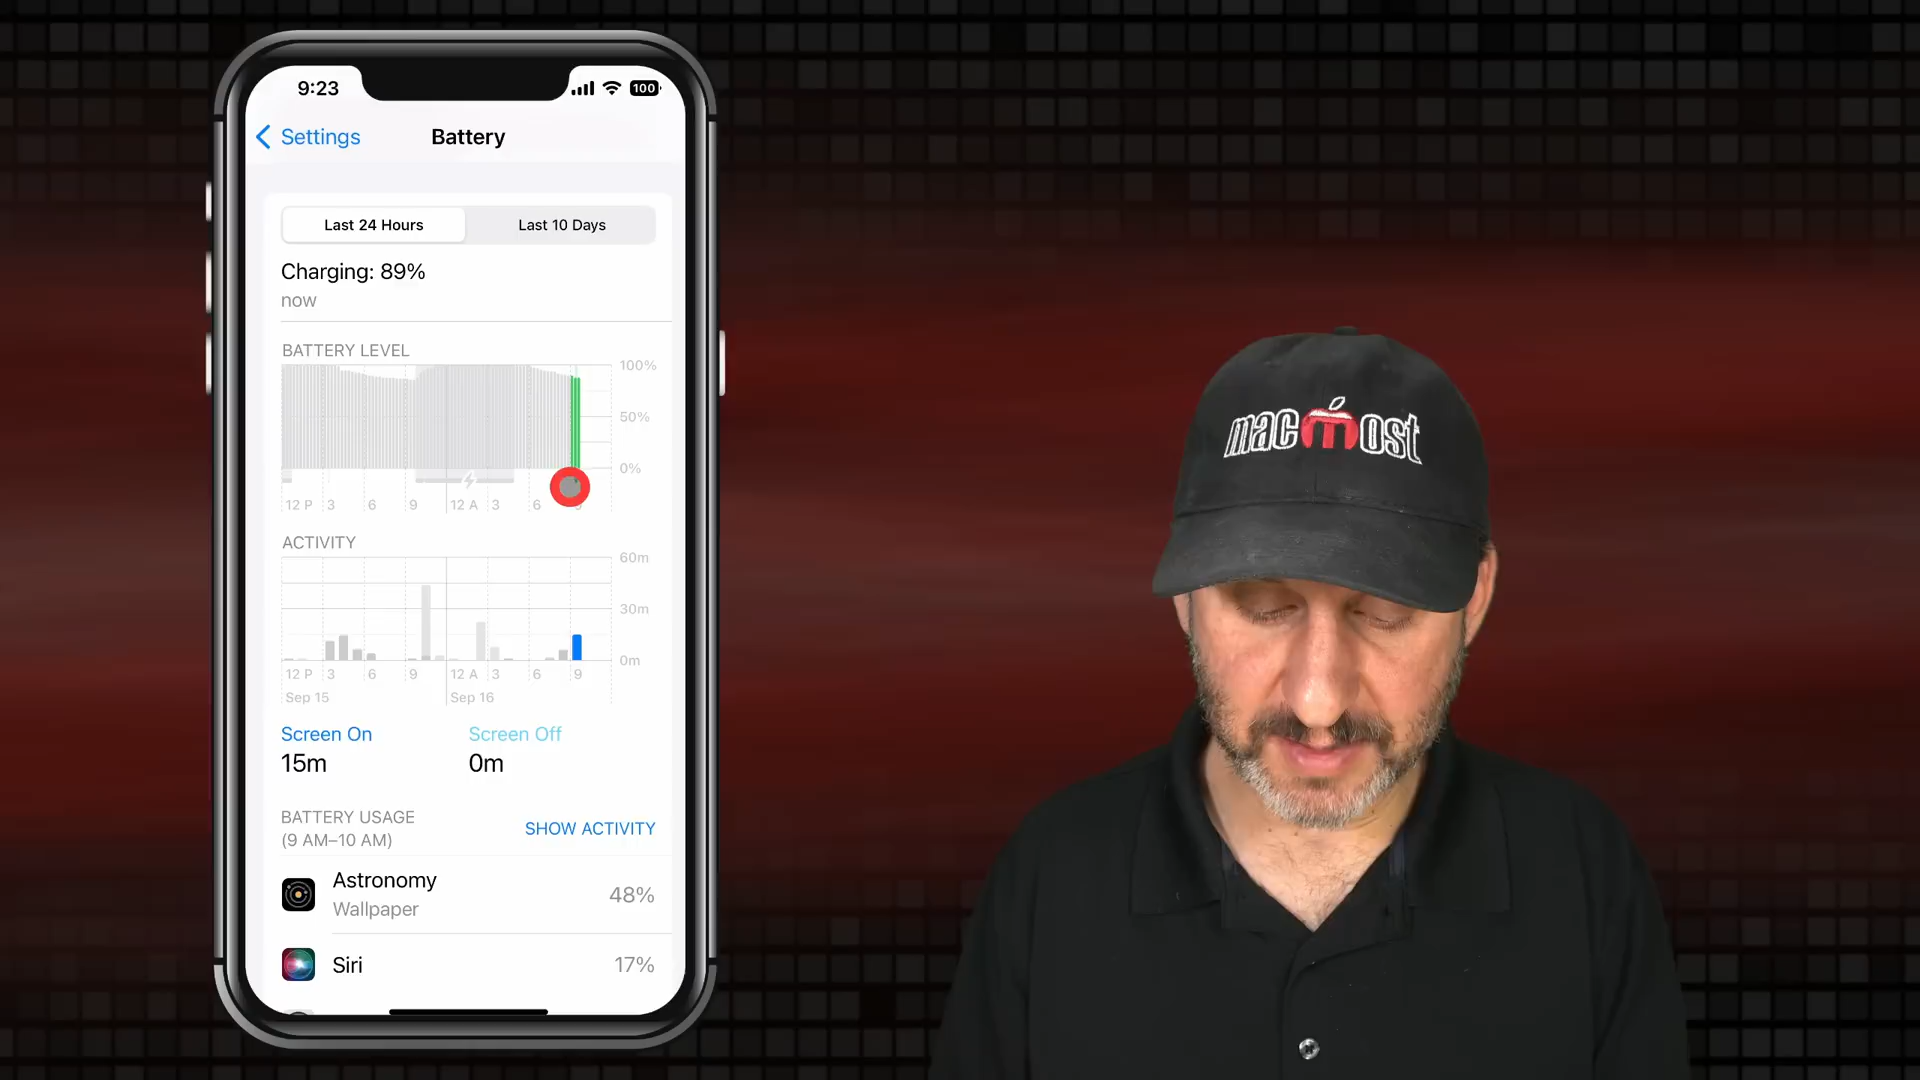 9:23
100
Settings
Battery
Last 24 Hours
Last 10 Days
Charging: 89%
now
BATTERY LEVEL
100%
50%
0%
12 P 3 6 9 12 A 3 6
ACTIVITY
60m
30m
0m
12 P 3 6 9 12 A 3 6 9
Sep 15
Sep 16
Screen On
Screen Off
15m
0m
BATTERY USAGE
(9 AM–10 AM)
SHOW ACTIVITY
Astronomy
48%
Wallpaper
Siri
17%
macmost